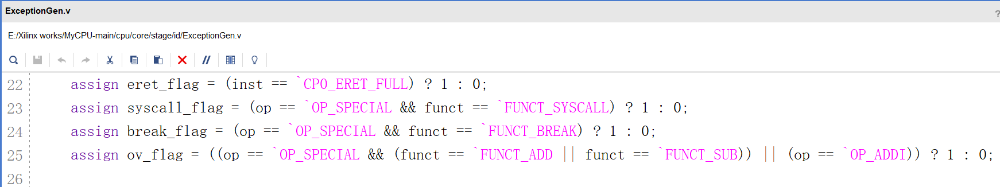 ExceptionGen.v
?
E:/Xilinx works/MyCPU-main/cpu/core/stage/id/ExceptionGen.v
22 assign eret_flag = (inst == `CP0_ERET_FULL) ? 1 : 0;
23 assign syscall_flag = (op == `OP_SPECIAL && funct == `FUNCT_SYSCALL) ? 1 : 0;
24 assign break_flag = (op == `OP_SPECIAL && funct == `FUNCT_BREAK) ? 1 : 0;
25 assign ov_flag = ((op == `OP_SPECIAL && (funct == `FUNCT_ADD || funct == `FUNCT_SUB)) || (op == `OP_ADDI)) ? 1 : 0;
26